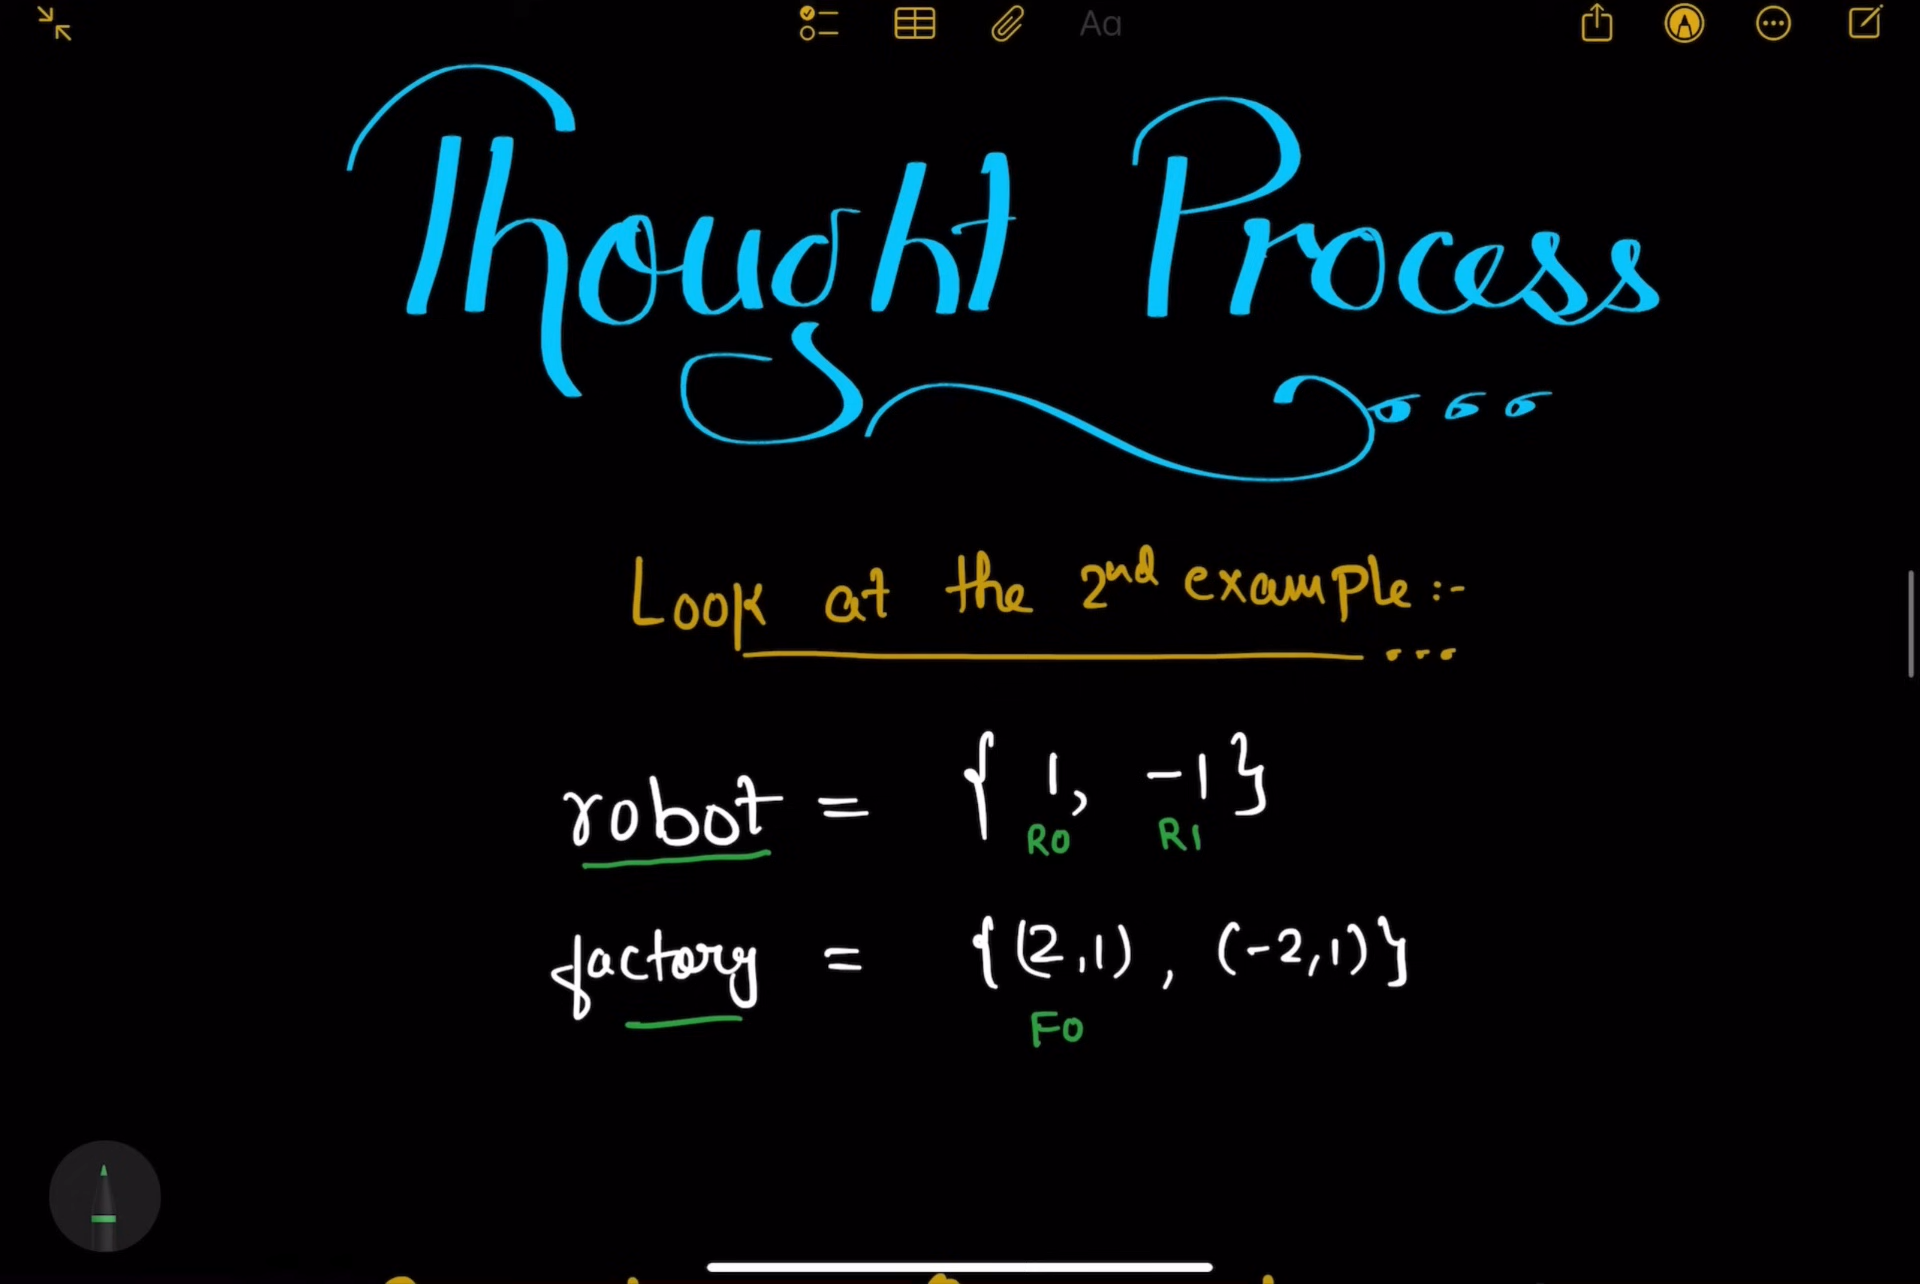 Aa
Thought Process
Look at the 2nd example :-
robot = { 1, -1 }
R0 R1
factory = { (2,1), (-2,1) }
F0